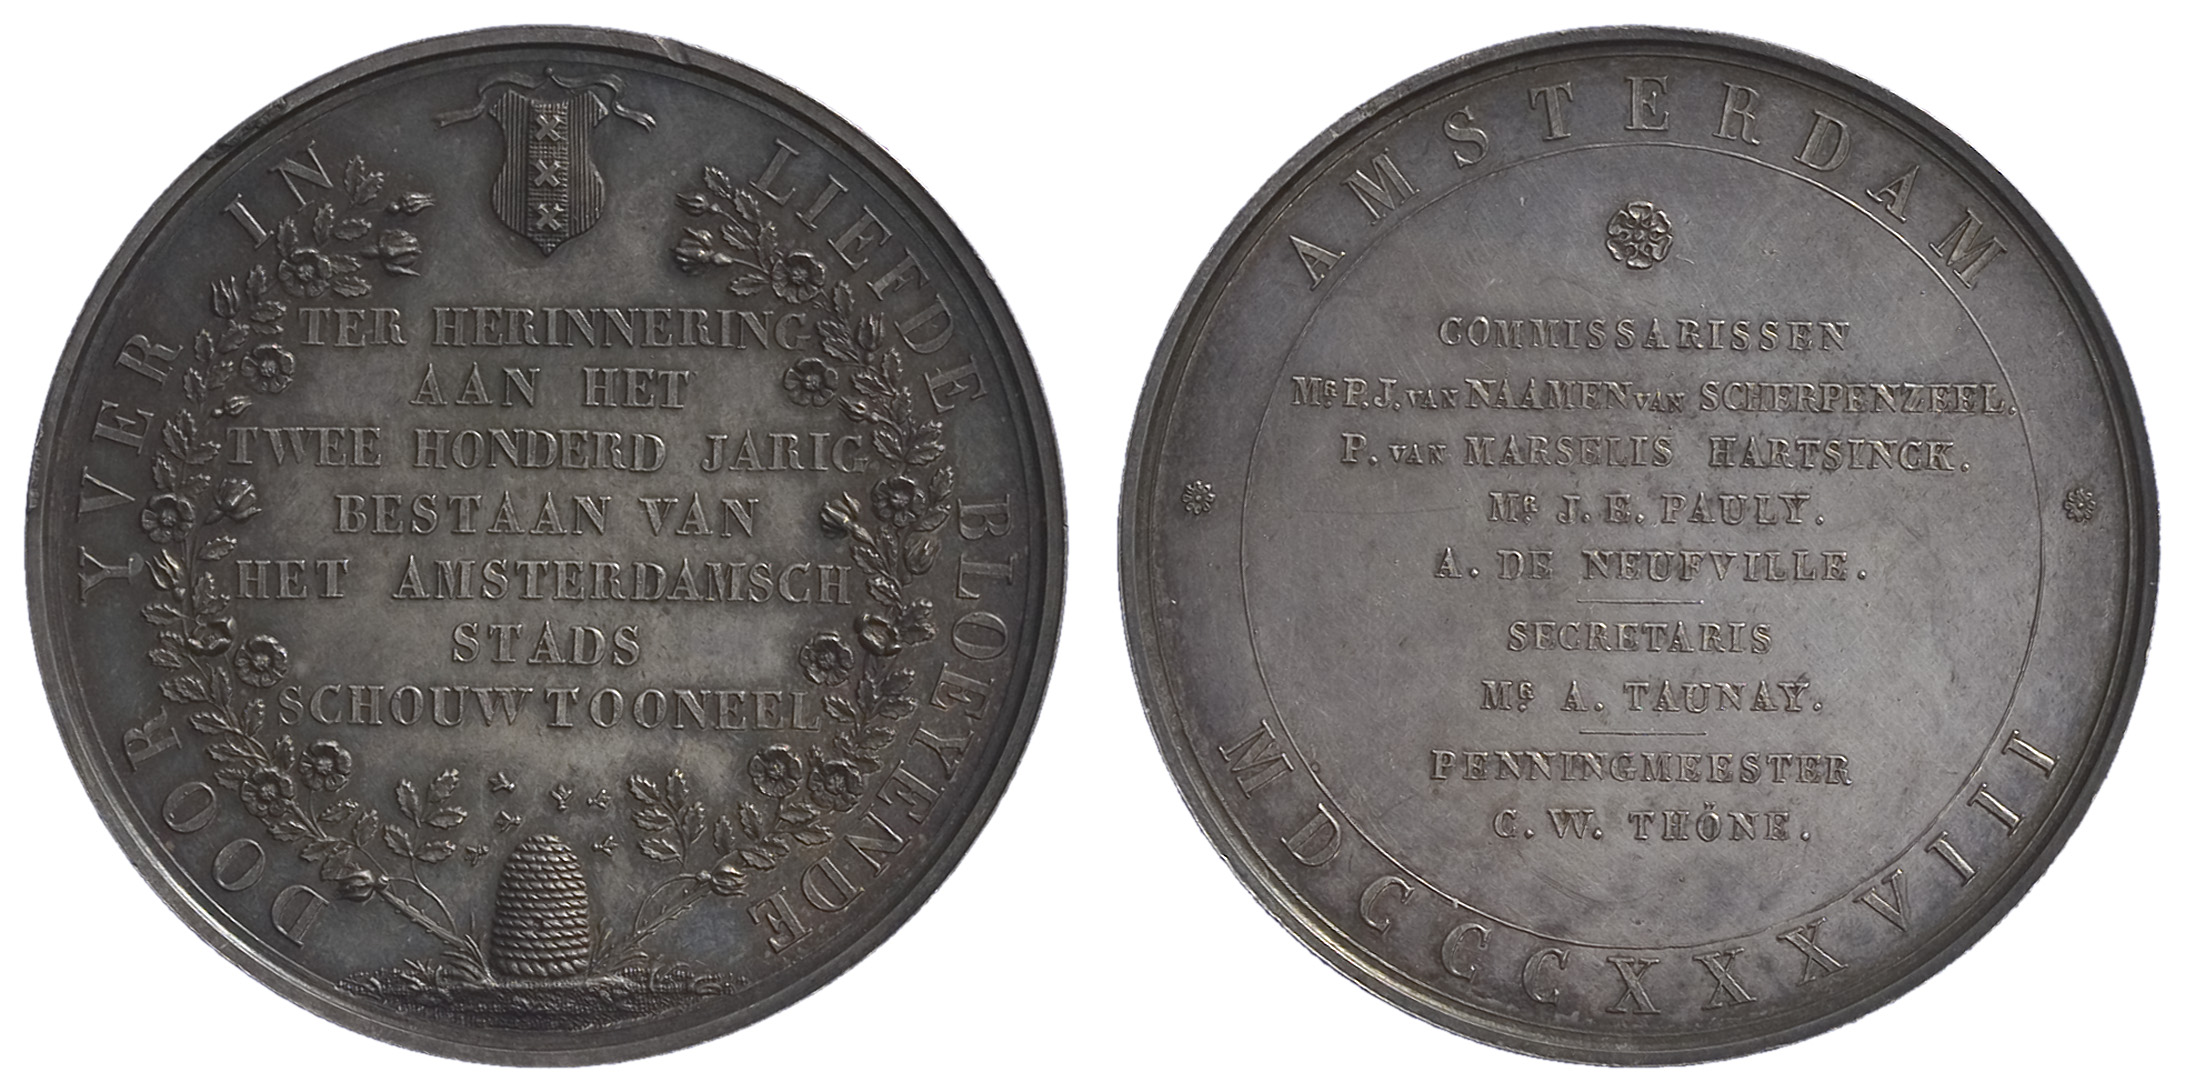 DOOR YVER IN LIEFDE BLOEYENDE
TER HERINNERING
AAN HET
TWEE HONDERD JARIG
BESTAAN VAN
HET AMSTERDAMSCH
STADS
SCHOUWTOONEEL
AMSTERDAM
COMMISSARISSEN
MR. P. J. VAN NAAMEN VAN SCHERPENZEEL.
P. VAN MARSELIS HARTSINCK.
MR. J. E. PAULY.
A. DE NEUFVILLE.
SECRETARIS
MR. A. TAUNAY.
PENNINGMEESTER
C. W. THÖNE.
MDCCCXXXVIII